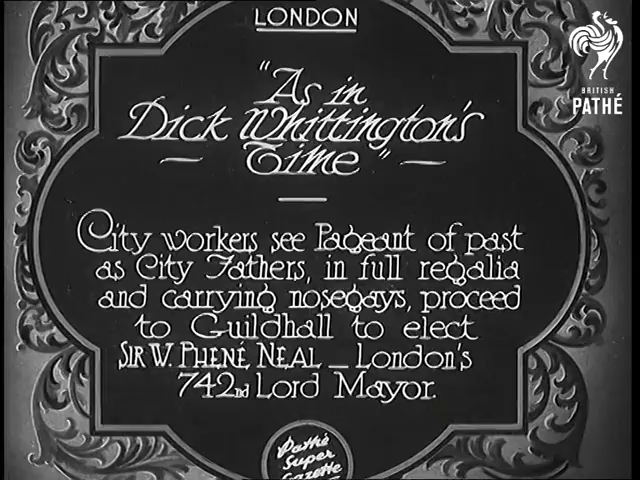 LONDON
BRITISH
PATHÉ
"As in
Dick Whittington's
— Time" —
City workers see Pageant of past
as City Fathers, in full regalia
and carrying nosegays, proceed
to Guildhall to elect
SIR W. PHENÉ NEAL _ London's
742nd Lord Mayor.
Pathé
Super
Gazette